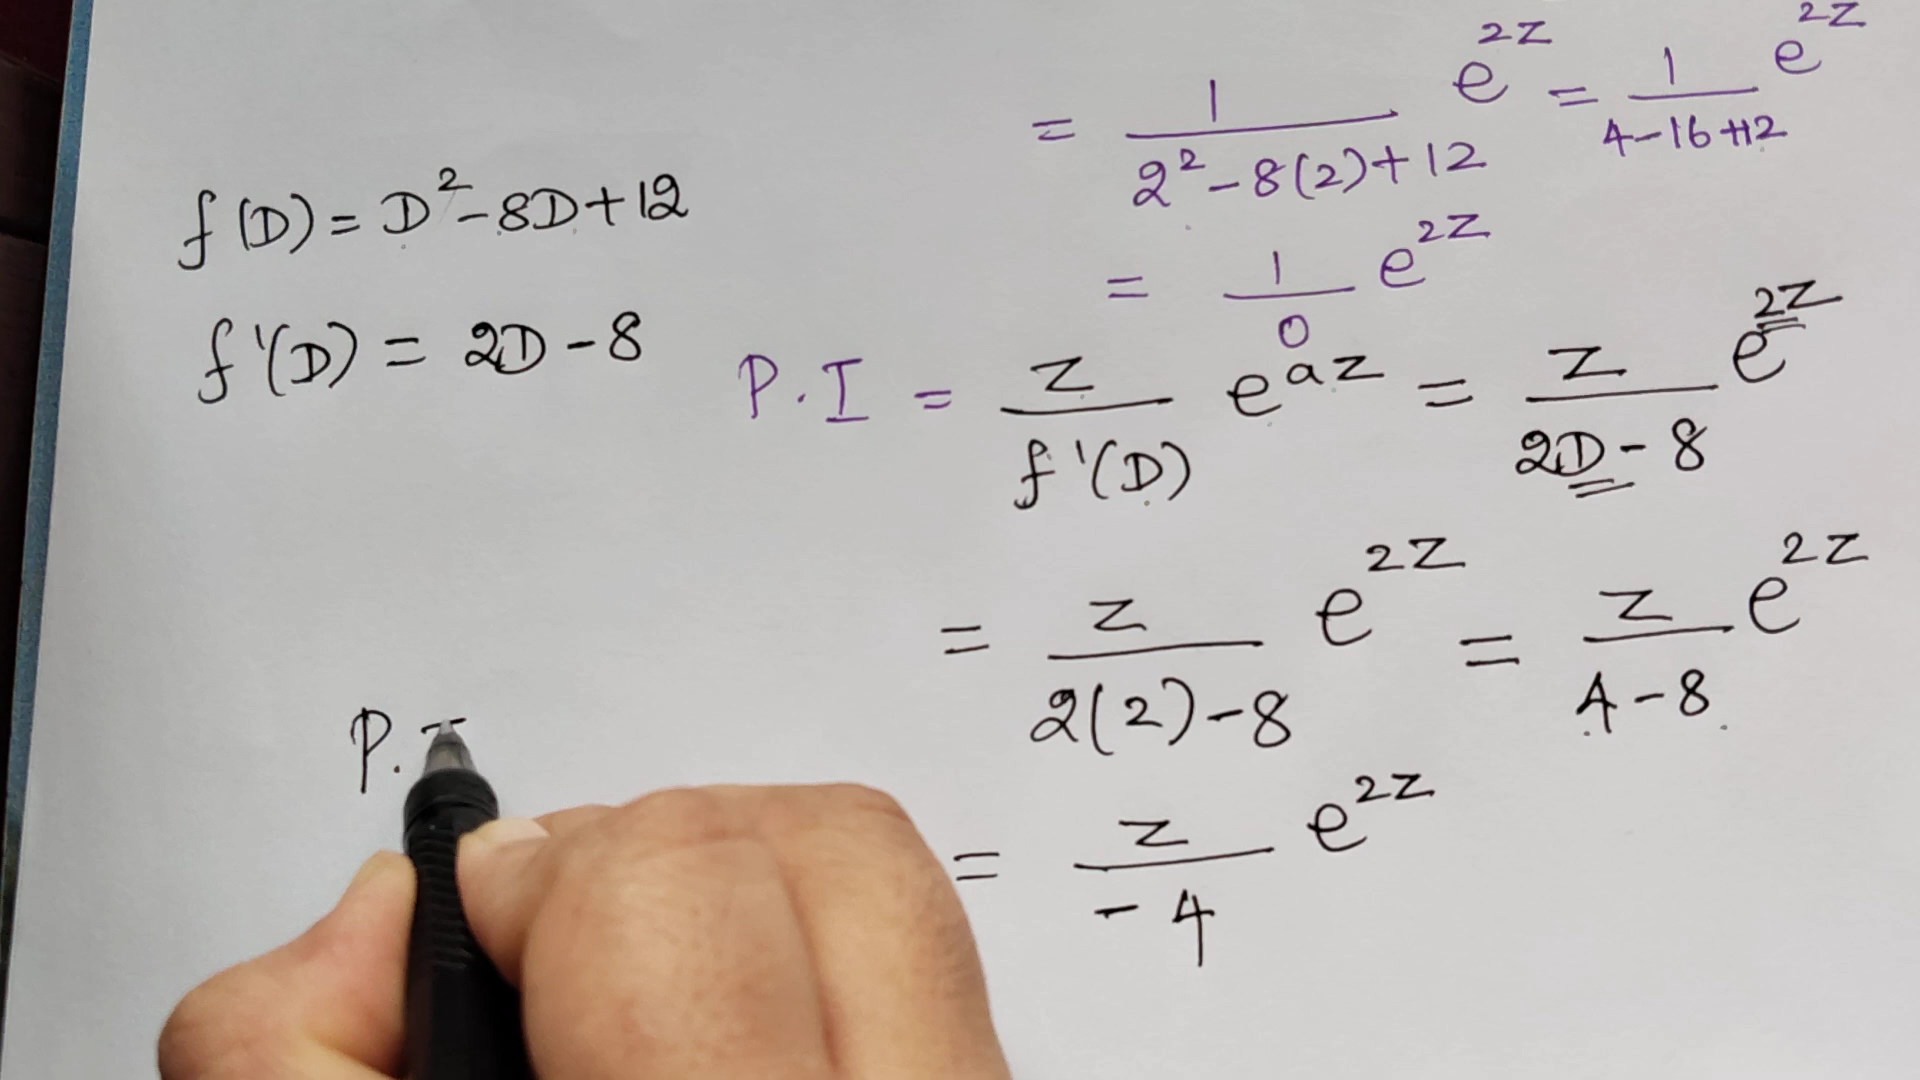 = 1 / (2² - 8(2) + 12) e^{2z} = 1 / (4 - 16 + 12) e^{2z}
f(D) = D² - 8D + 12
= 1 / 0 e^{2z}
f'(D) = 2D - 8
P.I = z / f'(D) e^{az} = z / (2D - 8) e^{2z}
= z / (2(2) - 8) e^{2z} = z / (4 - 8) e^{2z}
P.
= z / -4 e^{2z}